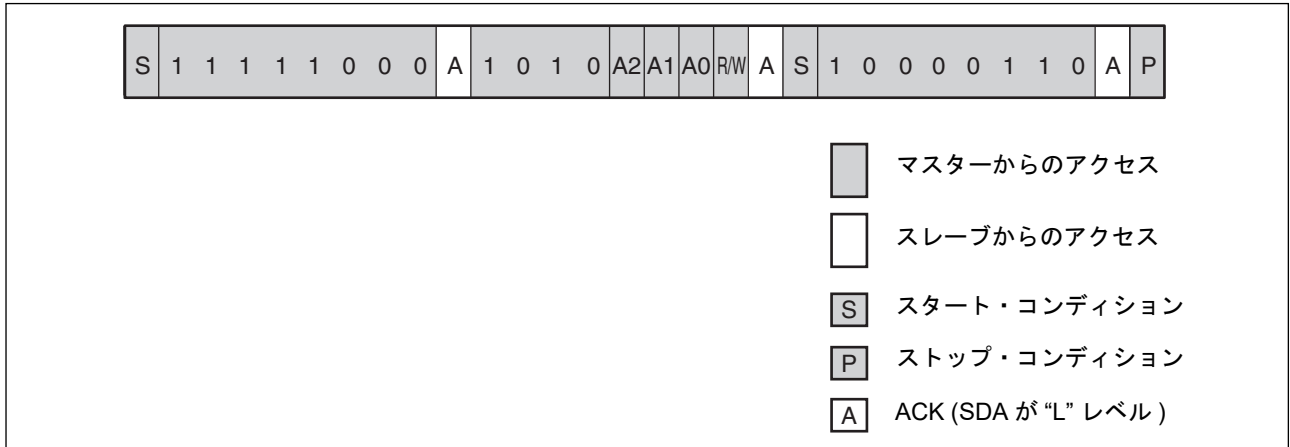 S 1 1 1 1 1 0 0 0 A 1 0 1 0 A2 A1 A0 R/W A S 1 0 0 0 0 1 1 0 A P
マスターからのアクセス
スレーブからのアクセス
S スタート・コンディション
P ストップ・コンディション
A ACK (SDA が “L” レベル )